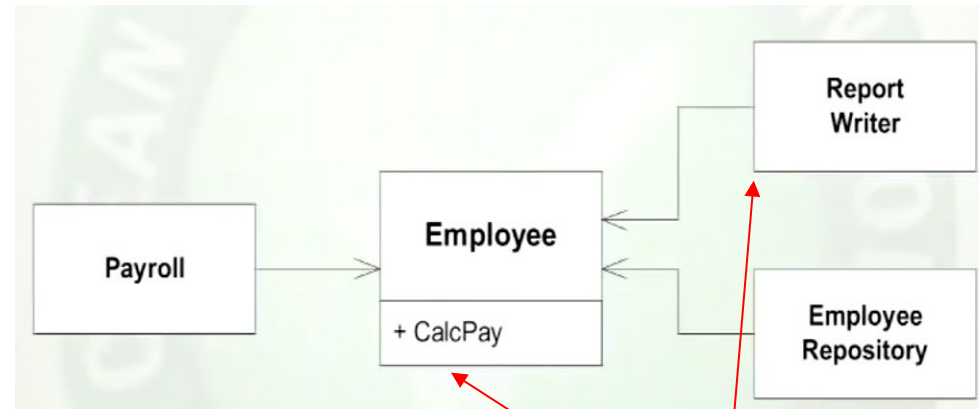 Report
Writer
Employee
Payroll
+ CalcPay
Employee
Repository